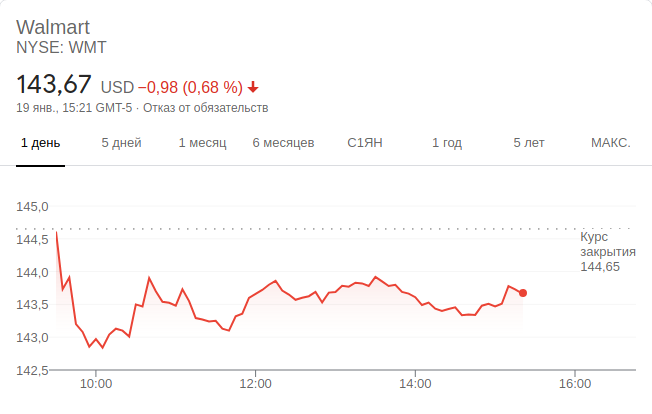 Walmart
NYSE: WMT
143,67 USD −0,98 (0,68 %)
19 янв., 15:21 GMT-5 · Отказ от обязательств
1 день 5 дней 1 месяц 6 месяцев С1ЯН 1 год 5 лет МАКС.
145,0
144,5
144,0
143,5
143,0
142,5
Курс
закрытия
144,65
10:00 12:00 14:00 16:00